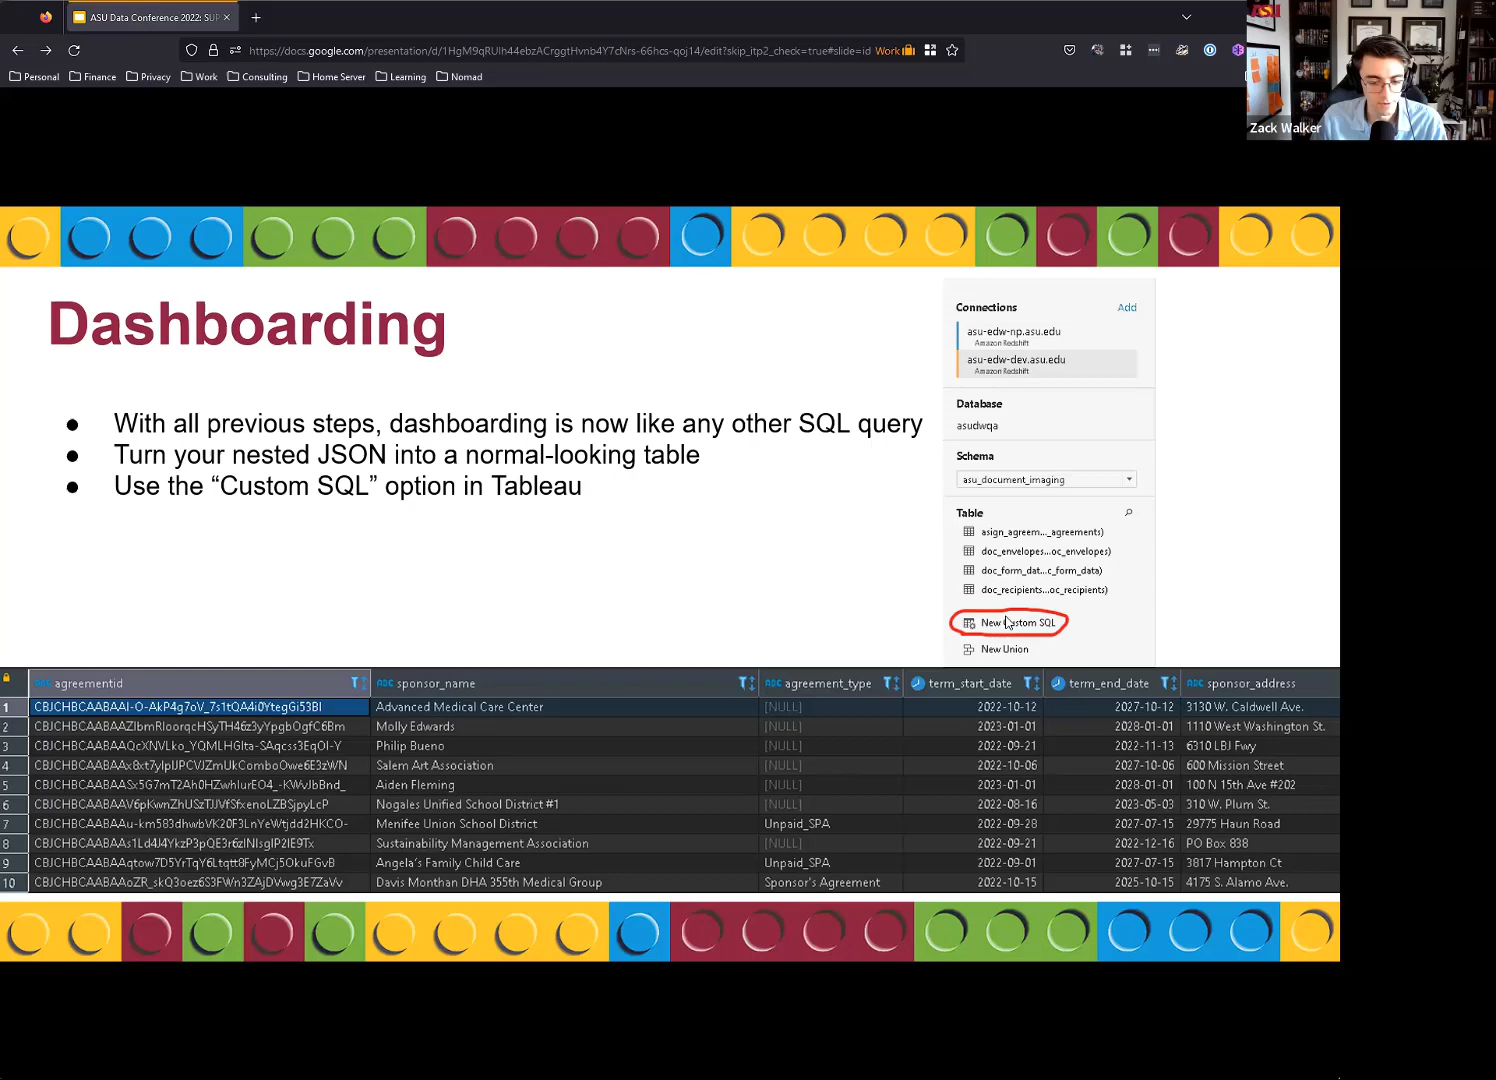 ASU Data Conference 2022: SUP
https://docs.google.com/presentation/d/1HgM9qRUlh44ebzACrggtHvnb4Y7cNrs-66hcs-qoj14/edit?skip_itp2_check=true#slide=id
Work
Personal Finance Privacy Work Consulting Home Server Learning Nomad
ASU
Zack Walker
Dashboarding
● With all previous steps, dashboarding is now like any other SQL query
● Turn your nested JSON into a normal-looking table
● Use the “Custom SQL” option in Tableau
Connections Add
asu-edw-np.asu.edu
Amazon Redshift
asu-edw-dev.asu.edu
Amazon Redshift
Database
asudwqa
Schema
asu_document_imaging
Table
asign_agreem..._agreements)
doc_envelopes...oc_envelopes)
doc_form_dat...c_form_data)
doc_recipients...oc_recipients)
New Custom SQL
New Union
agreementid ABC sponsor_name ABC agreement_type term_start_date term_end_date ABC sponsor_address
1 Advanced Medical Care Center [NULL] 2022-10-12 2027-10-12 3130 W. Caldwell Ave.
2 Molly Edwards [NULL] 2023-01-01 2028-01-01 1110 West Washington St.
3 Philip Bueno [NULL] 2022-09-21 2022-11-13 6310 LBJ Fwy
4 Salem Art Association [NULL] 2022-10-06 2027-10-06 600 Mission Street
5 Aiden Fleming [NULL] 2023-01-01 2028-01-01 100 N 15th Ave #202
6 Nogales Unified School District #1 [NULL] 2022-08-16 2023-05-03 310 W. Plum St.
7 Menifee Union School District Unpaid_SPA 2022-09-28 2027-07-15 29775 Haun Road
8 Sustainability Management Association [NULL] 2022-09-21 2022-12-16 PO Box 838
9 Angela's Family Child Care Unpaid_SPA 2022-09-01 2027-07-15 3817 Hampton Ct
10 Davis Monthan DHA 355th Medical Group Sponsor's Agreement 2022-10-15 2025-10-15 4175 S. Alamo Ave.